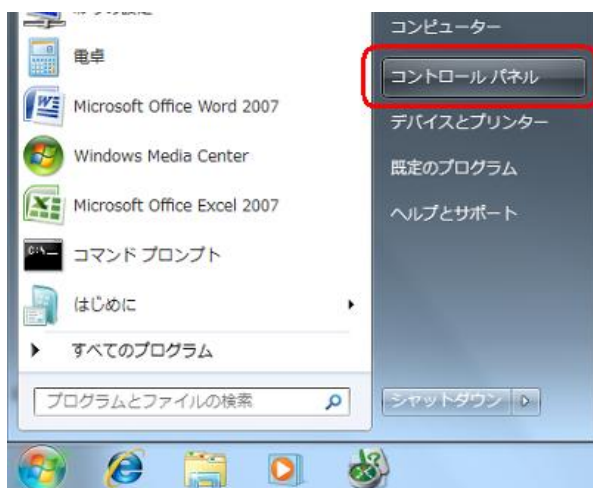 電卓
Microsoft Office Word 2007
Windows Media Center
Microsoft Office Excel 2007
コマンド プロンプト
はじめに
すべてのプログラム
プログラムとファイルの検索
コンピューター
コントロール パネル
デバイスとプリンター
既定のプログラム
ヘルプとサポート
シャットダウン